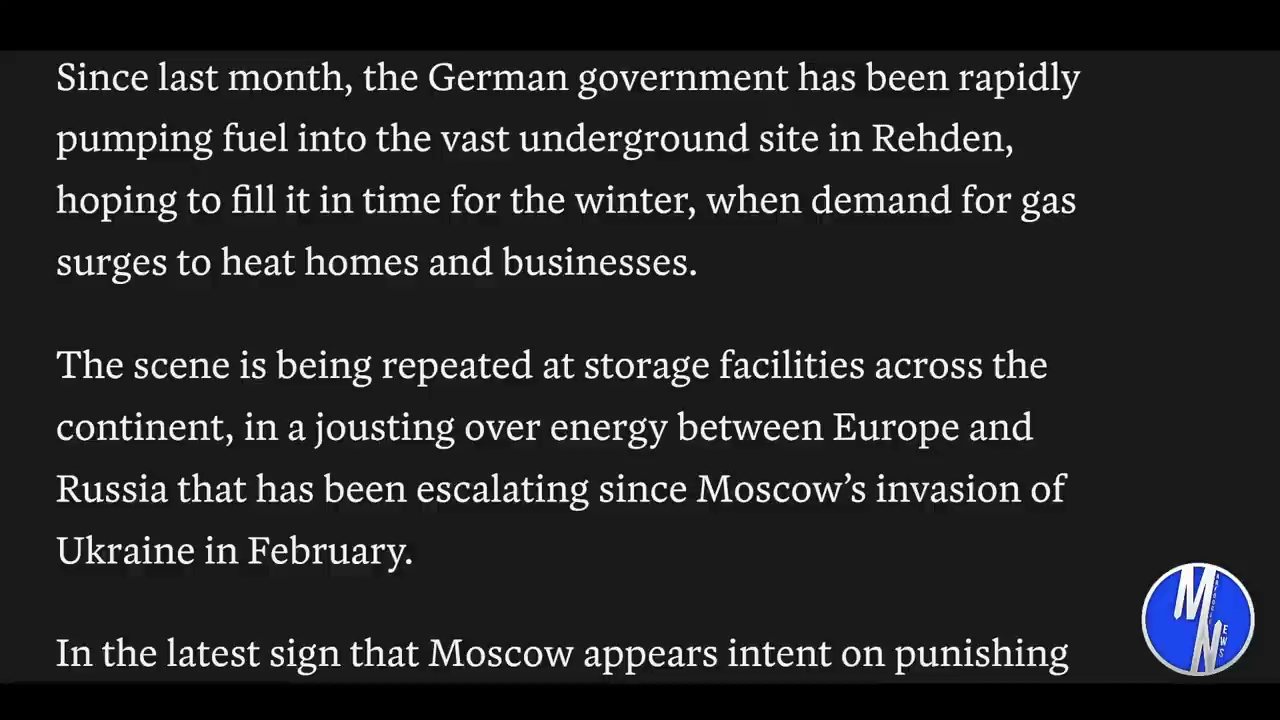 Since last month, the German government has been rapidly
pumping fuel into the vast underground site in Rehden,
hoping to fill it in time for the winter, when demand for gas
surges to heat homes and businesses.
The scene is being repeated at storage facilities across the
continent, in a jousting over energy between Europe and
Russia that has been escalating since Moscow’s invasion of
Ukraine in February.
In the latest sign that Moscow appears intent on punishing
M
NEWS